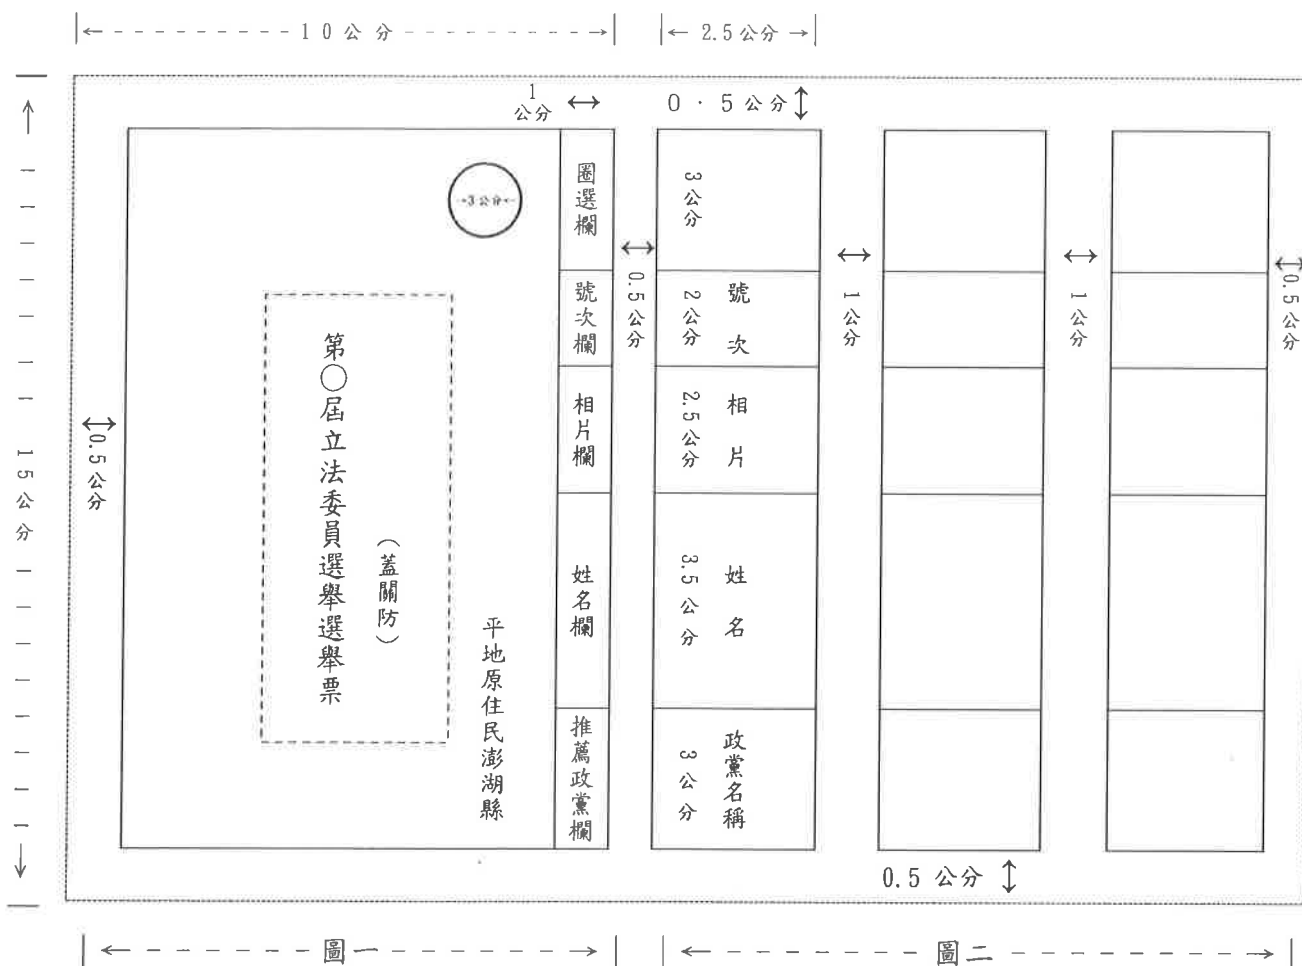 10公分
2.5公分
1
公分
0．5公分
3公分
圈選欄
號次欄
相片欄
姓名欄
推薦政黨欄
平地原住民澎湖縣
（蓋關防）
第○屆立法委員選舉選舉票
0.5公分
15公分
0.5公分
3公分
號次
2公分
相片
2.5公分
姓名
3.5公分
政黨名稱
3公分
1公分
1公分
0.5公分
0.5公分
圖一
圖二